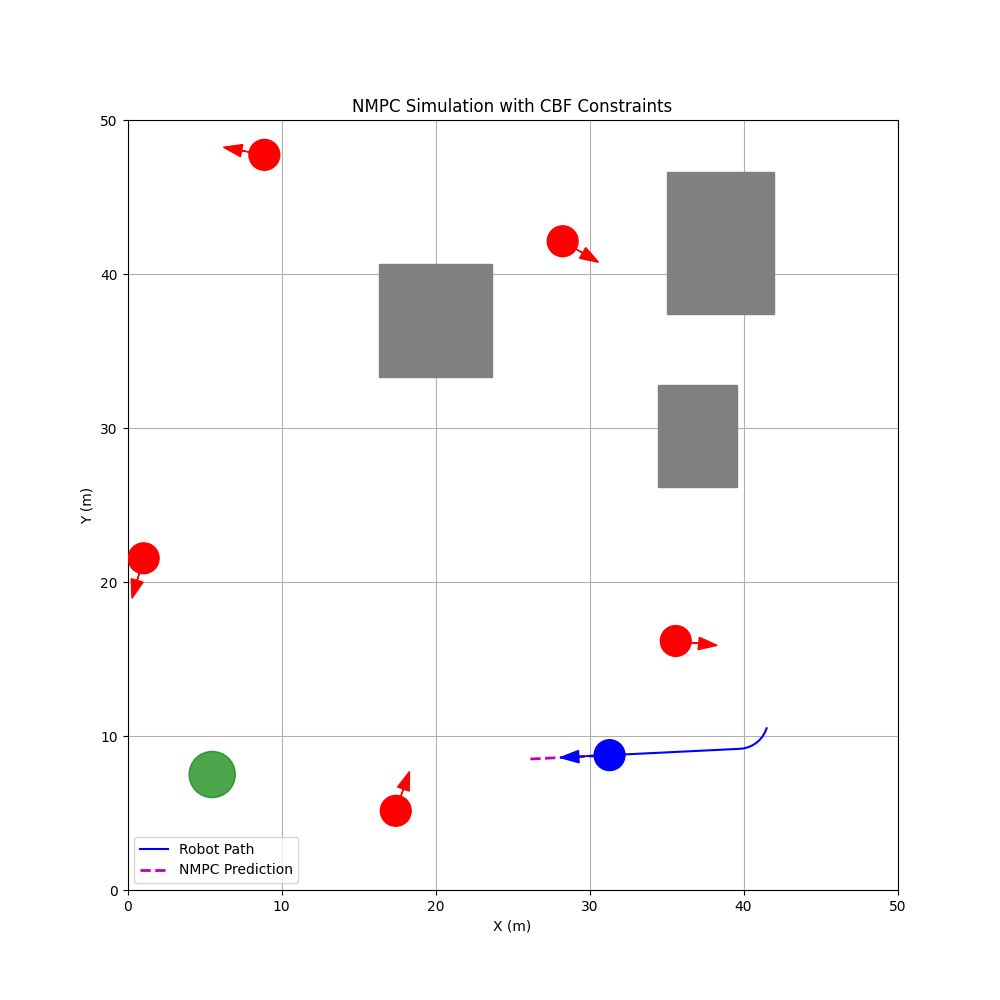 NMPC Simulation with CBF Constraints
50
40
30
20
10
0
Y (m)
Robot Path
NMPC Prediction
0 10 20 30 40 50
X (m)